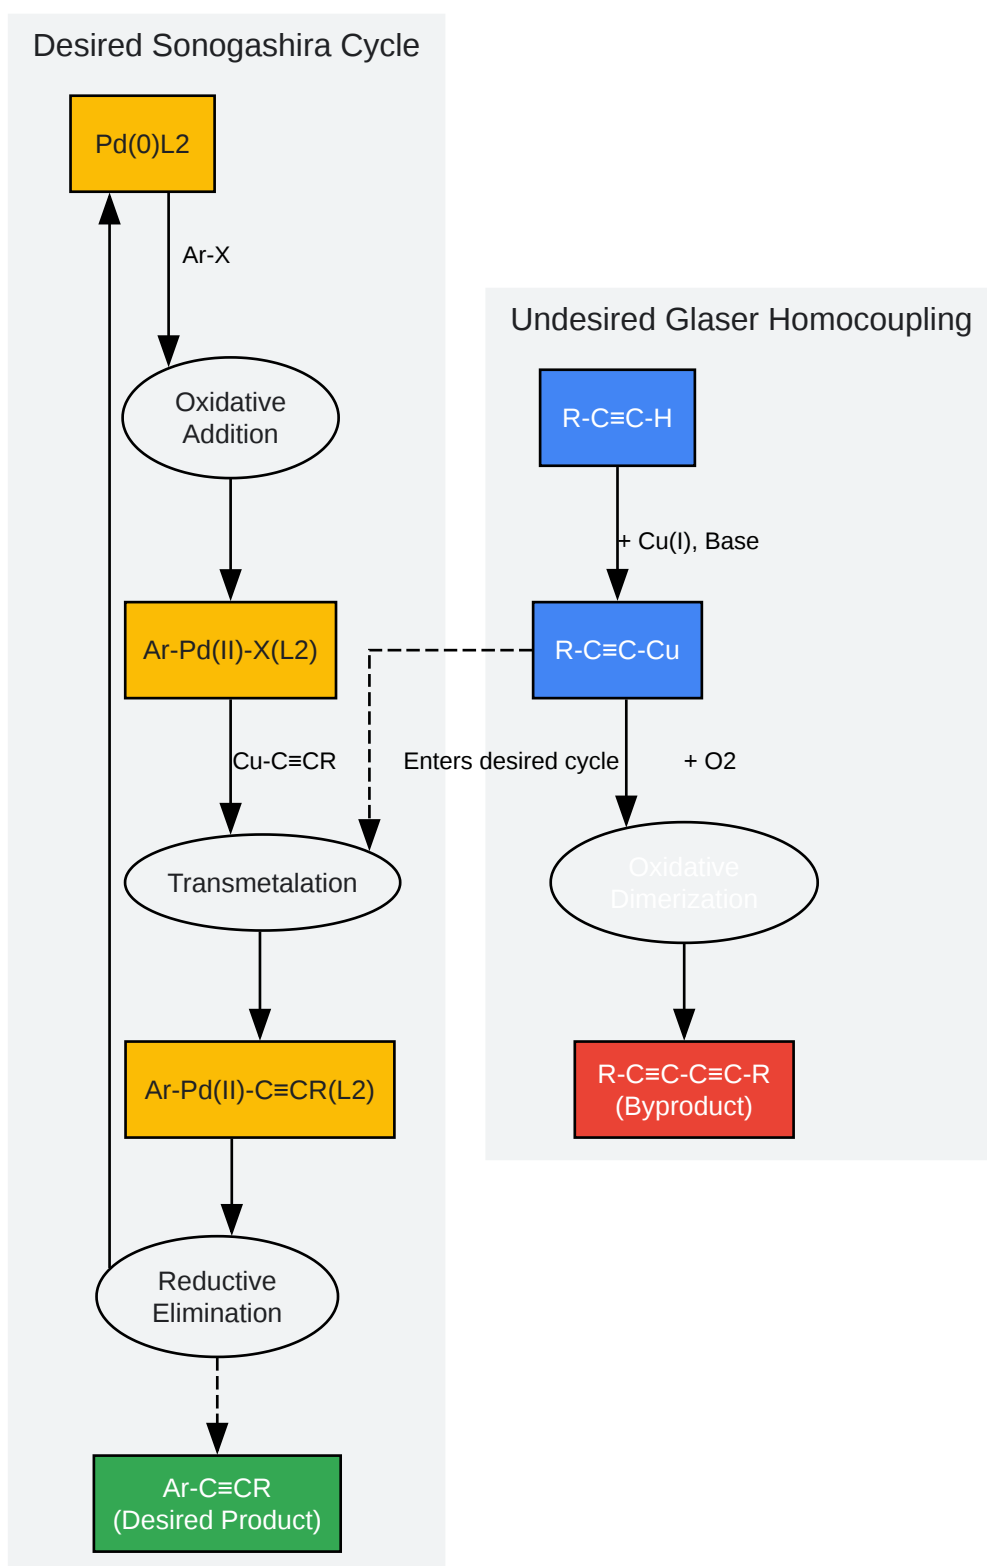 Desired Sonogashira Cycle
Pd(0)L2
Ar-X
Oxidative
Addition
Ar-Pd(II)-X(L2)
Cu-C≡CR
Transmetalation
Ar-Pd(II)-C≡CR(L2)
Reductive
Elimination
Ar-C≡CR
(Desired Product)
Undesired Glaser Homocoupling
R-C≡C-H
+ Cu(I), Base
R-C≡C-Cu
Enters desired cycle
+ O2
Oxidative
Dimerization
R-C≡C-C≡C-R
(Byproduct)